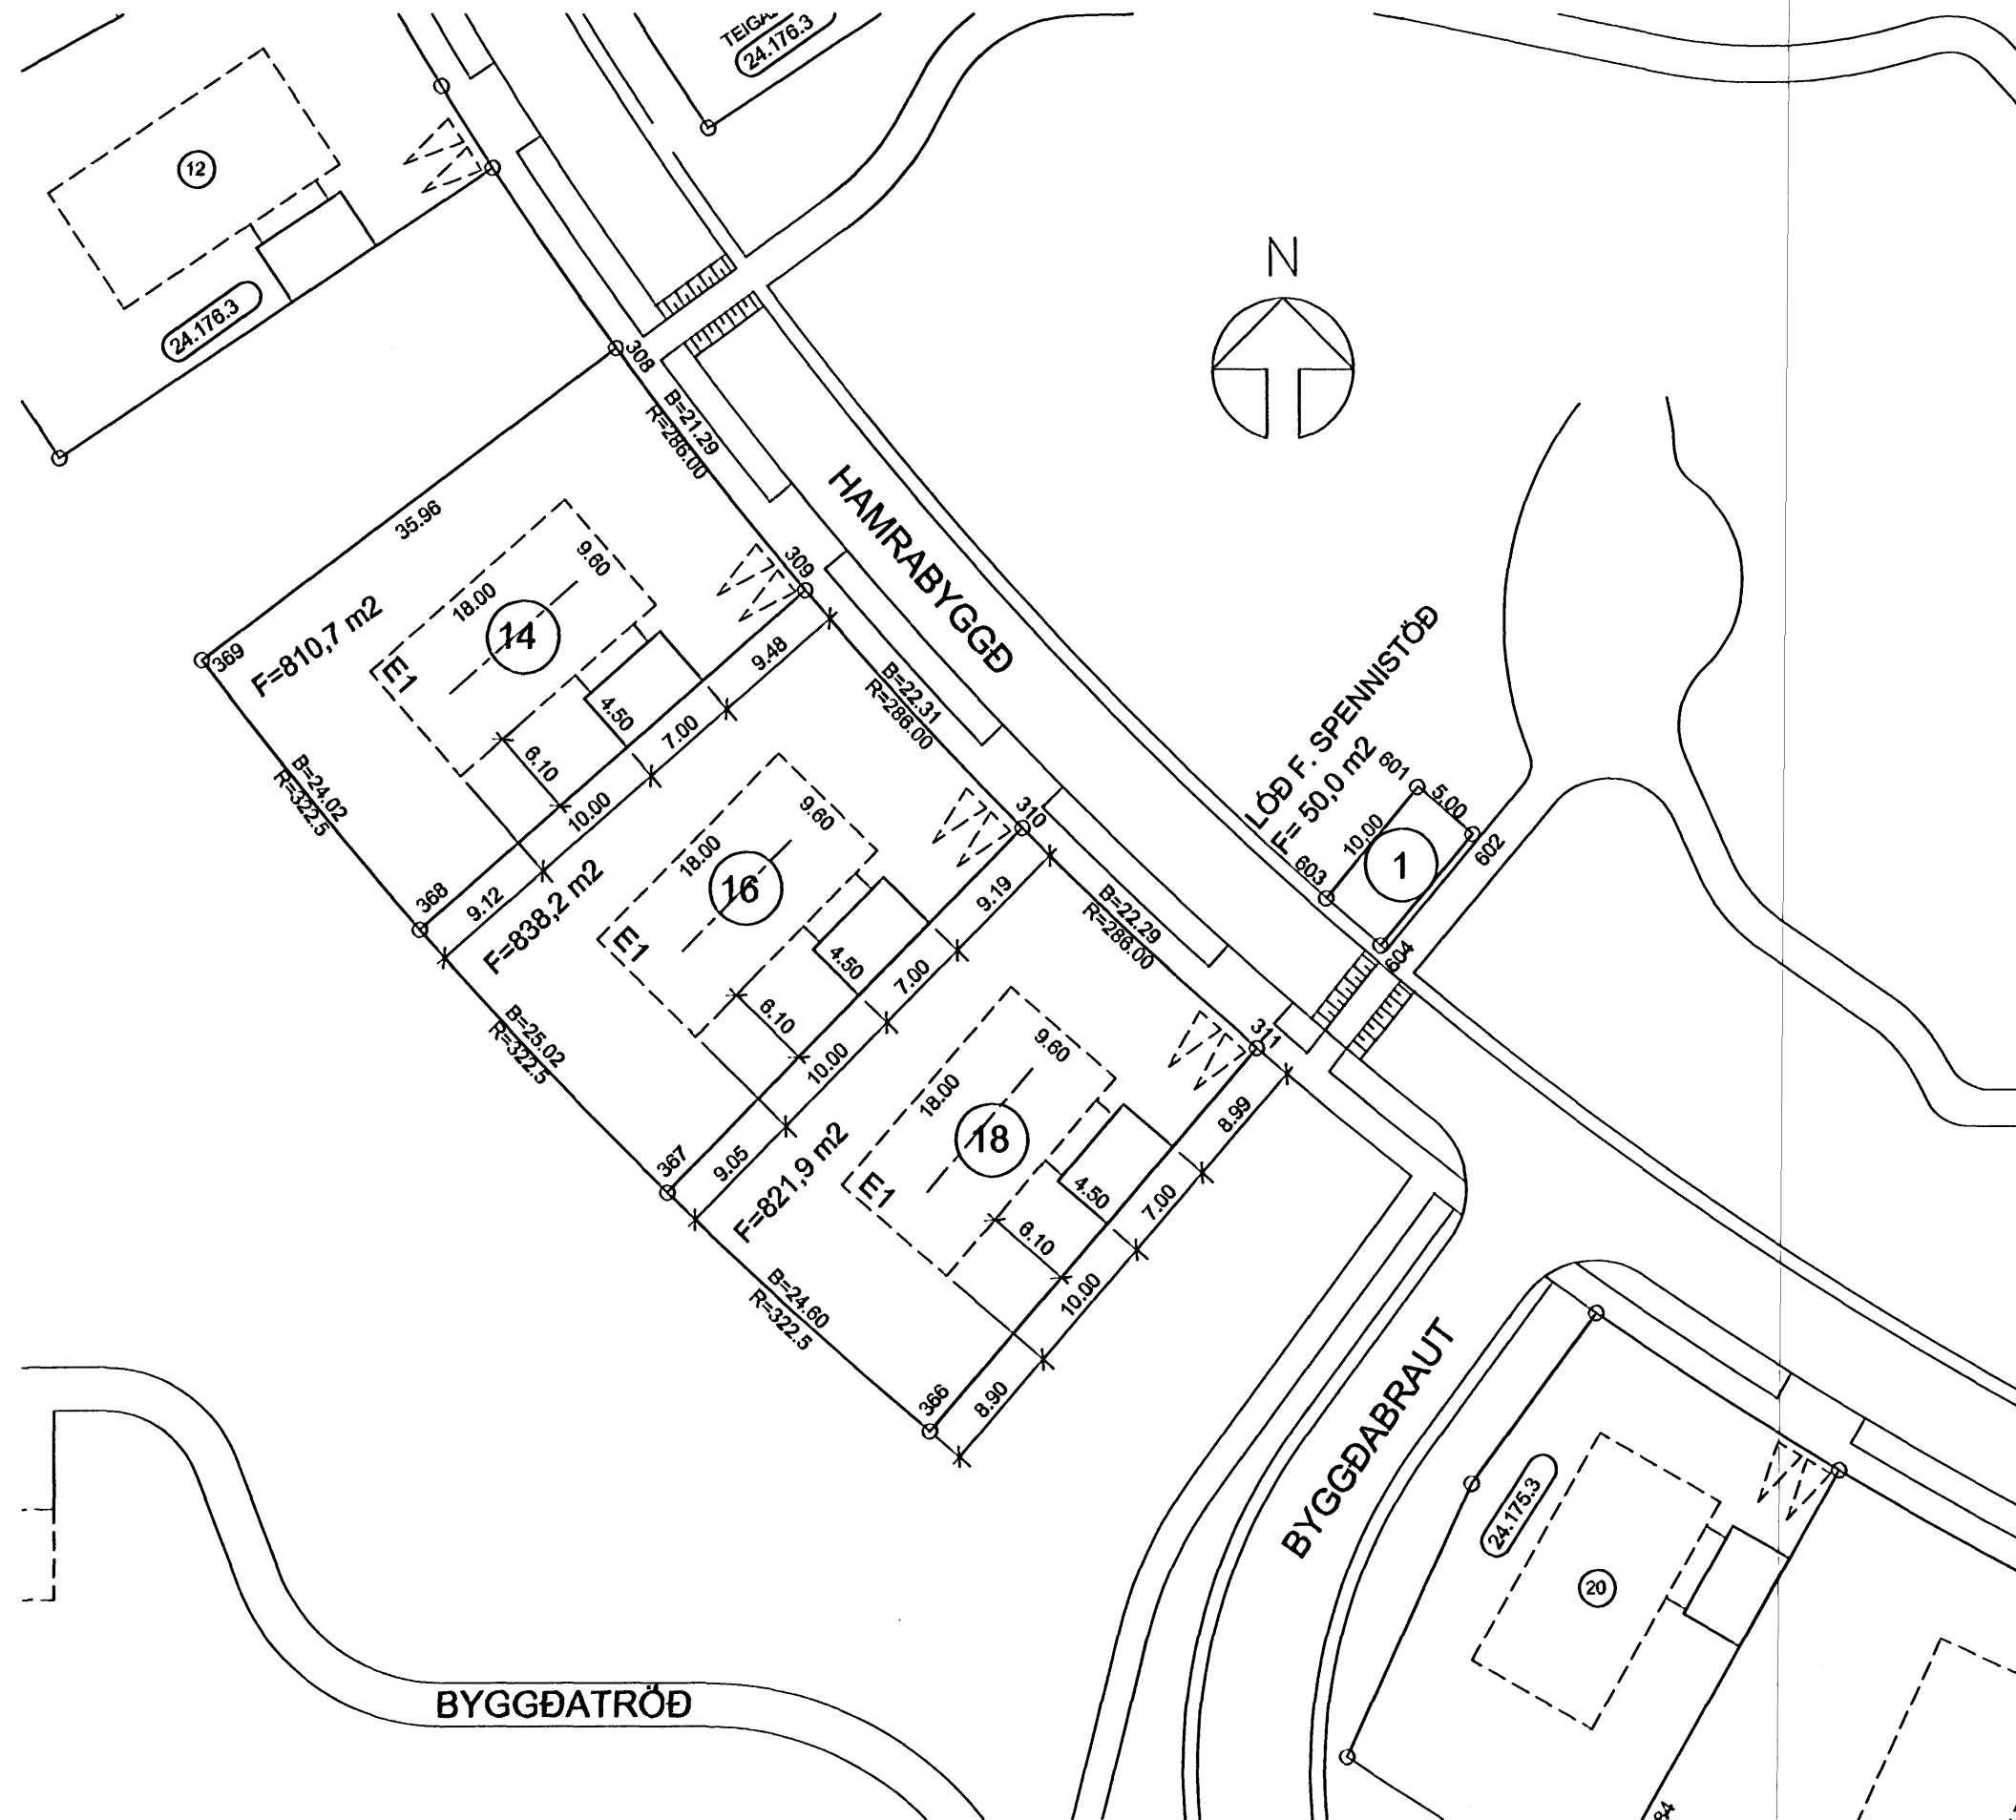 TEIGA
24.176.3
12
24.176.3
N
308
B=21.29
R=286.00
35.96
HAMRABYGGÐ
309
9.60
18.00
14
F=810,7 m2
369
E1
9.48
4.50
7.00
6.10
10.00
B=24.02
R=322.5
B=22.31
R=286.00
LÓÐ F. SPENNISTÖÐ
F= 50,0 m2
601
5.00
10,00
1
602
603
604
310
9.60
18.00
16
368
9.12
F=838,2 m2
E1
9.19
4.50
7.00
6.10
10.00
B=22.29
R=286.00
B=25.02
R=322.5
311
9.60
18.00
18
367
9.05
F=821,9 m2
E1
8.99
4.50
7.00
6.10
10.00
B=24.60
R=322.5
366
8.90
BYGGÐABRAUT
24.175.3
20
BYGGÐATRÖÐ
84